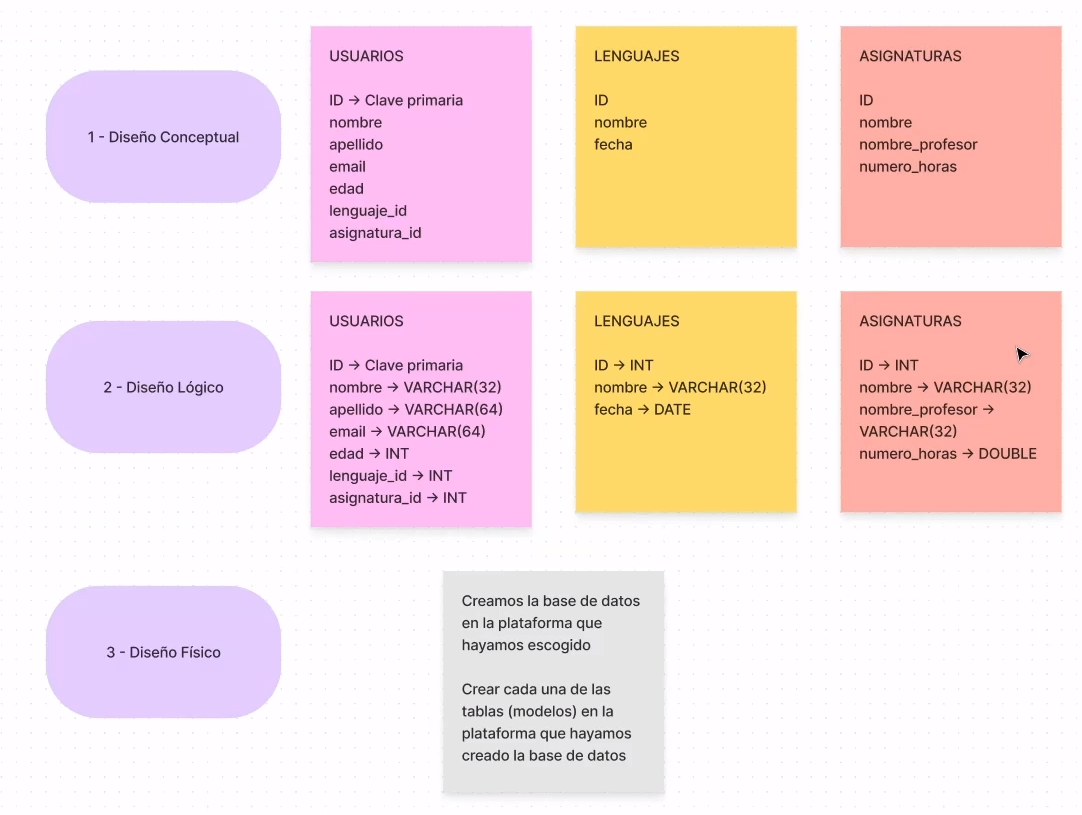 1 - Diseño Conceptual
USUARIOS
ID → Clave primaria
nombre
apellido
email
edad
lenguaje_id
asignatura_id
LENGUAJES
ID
nombre
fecha
ASIGNATURAS
ID
nombre
nombre_profesor
numero_horas
2 - Diseño Lógico
USUARIOS
ID → Clave primaria
nombre → VARCHAR(32)
apellido → VARCHAR(64)
email → VARCHAR(64)
edad → INT
lenguaje_id → INT
asignatura_id → INT
LENGUAJES
ID → INT
nombre → VARCHAR(32)
fecha → DATE
ASIGNATURAS
ID → INT
nombre → VARCHAR(32)
nombre_profesor →
VARCHAR(32)
numero_horas → DOUBLE
3 - Diseño Físico
Creamos la base de datos
en la plataforma que
hayamos escogido
Crear cada una de las
tablas (modelos) en la
plataforma que hayamos
creado la base de datos